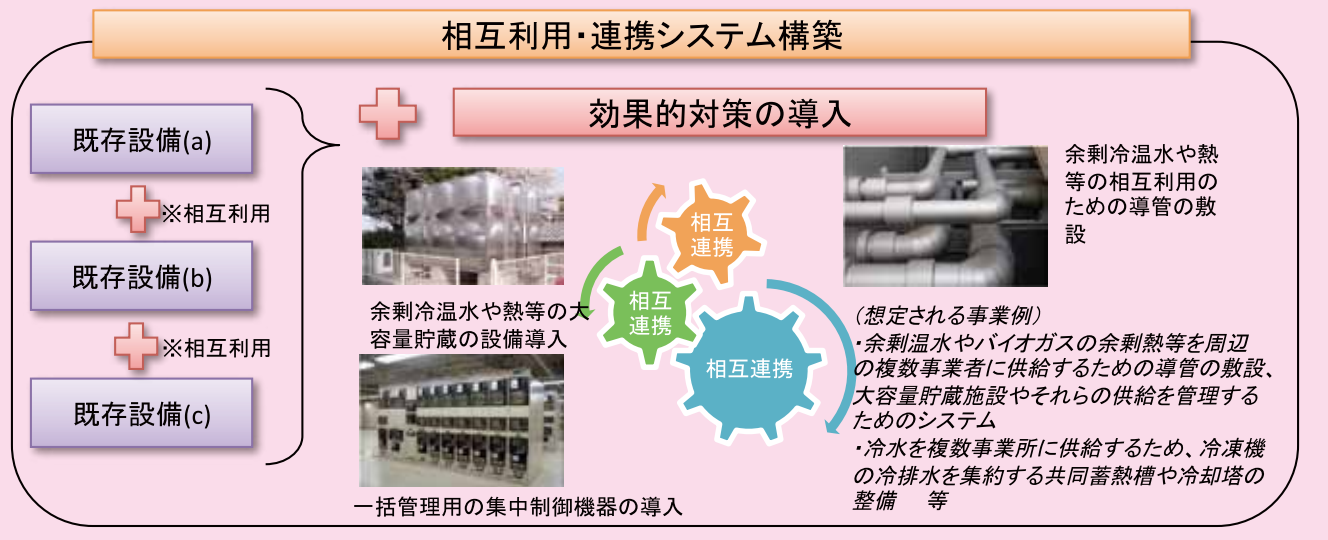 相互利用・連携システム構築
既存設備(a)
※相互利用
既存設備(b)
※相互利用
既存設備(c)
効果的対策の導入
余剰冷温水や熱等の大
容量貯蔵の設備導入
一括管理用の集中制御機器の導入
相互
連携
相互
連携
相互連携
余剰冷温水や熱
等の相互利用の
ための導管の敷
設
（想定される事業例）
・余剰温水やバイオガスの余剰熱等を周辺
の複数事業者に供給するための導管の敷設、
大容量貯蔵施設やそれらの供給を管理する
ためのシステム
・冷水を複数事業所に供給するため、冷凍機
の冷排水を集約する共同蓄熱槽や冷却塔の
整備　等